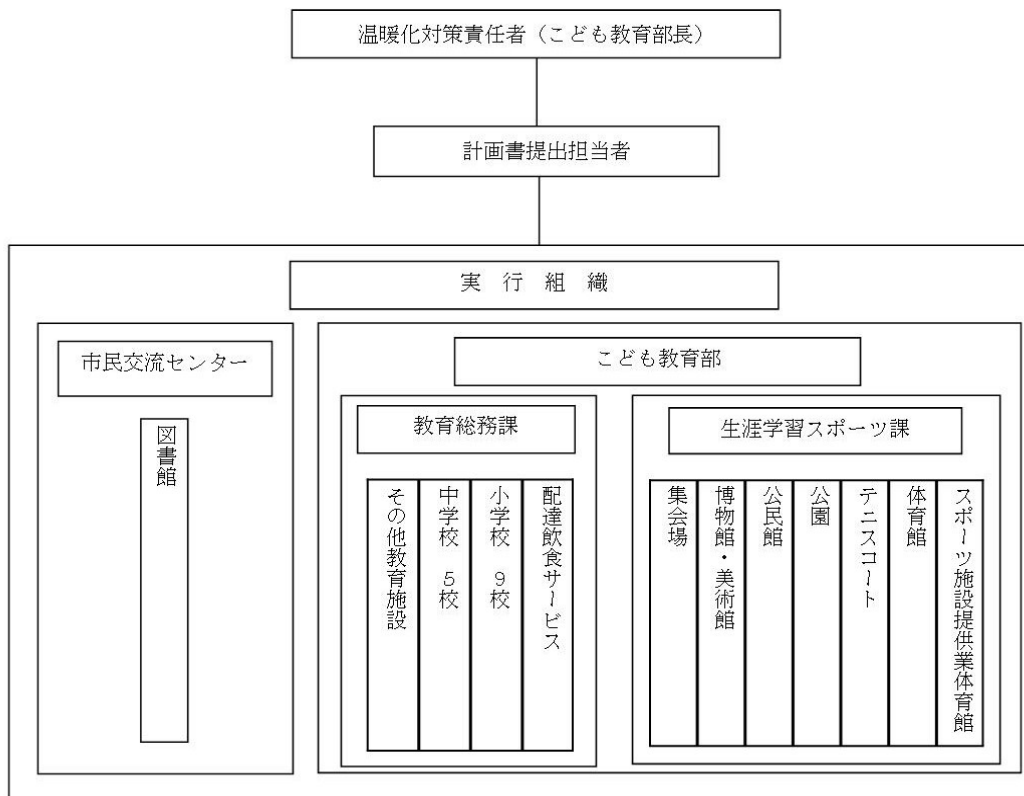 温暖化対策責任者（こども教育部長）
計画書提出担当者
実　行　組　織
市民交流センター
図書館
こども教育部
教育総務課
その他教育施設
中学校　５校
小学校　９校
配達飲食サービス
生涯学習スポーツ課
集会場
博物館・美術館
公民館
公園
テニスコート
体育館
スポーツ施設提供業体育館